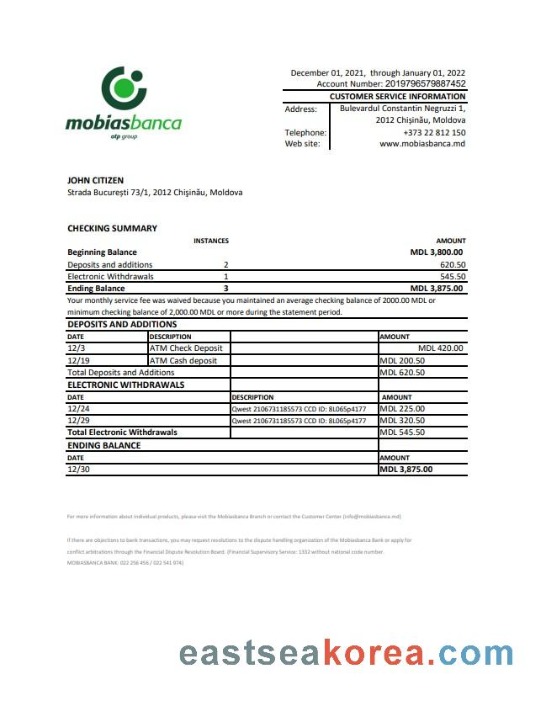 mobiasbanca
otp group
December 01, 2021, through January 01, 2022
Account Number: 2019796579887452
CUSTOMER SERVICE INFORMATION
Address: Bulevardul Constantin Negruzzi 1,
2012 Chișinău, Moldova
Telephone: +373 22 812 150
Web site: www.mobiasbanca.md
JOHN CITIZEN
Strada București 73/1, 2012 Chișinău, Moldova
CHECKING SUMMARY
INSTANCES AMOUNT
Beginning Balance MDL 3,800.00
Deposits and additions 2 620.50
Electronic Withdrawals 1 545.50
Ending Balance 3 MDL 3,875.00
Your monthly service fee was waived because you maintained an average checking balance of 2000.00 MDL or
minimum checking balance of 2,000.00 MDL or more during the statement period.
DEPOSITS AND ADDITIONS
DATE DESCRIPTION AMOUNT
12/3 ATM Check Deposit MDL 420.00
12/19 ATM Cash deposit MDL 200.50
Total Deposits and Additions MDL 620.50
ELECTRONIC WITHDRAWALS
DATE DESCRIPTION AMOUNT
12/24 Qwest 2106731185573 CCD ID: 8L065p4177 MDL 225.00
12/29 Qwest 2106731185573 CCD ID: 8L065p4177 MDL 320.50
Total Electronic Withdrawals MDL 545.50
ENDING BALANCE
DATE AMOUNT
12/30 MDL 3,875.00
For more information about individual products, please visit the Mobiasbanca Branch or contact the Customer Center (info@mobiasbanca.md)
If there are objections to bank transactions, you may request resolutions to the dispute handling organization of the Mobiasbanca Bank or apply for
conflict arbitrations through the Financial Dispute Resolution Board. (Financial Supervisory Service: 1332 without national code number.
MOBIASBANCA BANK: 022 256 456 / 022 541 974)
eastseakorea.com